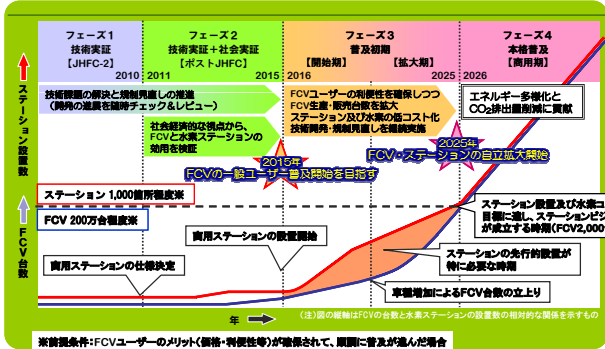 フェーズ1
技術実証
【JHFC-2】
2010
フェーズ2
技術実証+社会実証
【ポストJHFC】
2011
2015
フェーズ3
普及初期
【開始期】
【拡大期】
2016
2025
フェーズ4
本格普及
【商用期】
2026
技術課題の解決と規制見直しの推進
(開発の進展を随時チェック&レビュー)
社会経済的な視点から、
FCVと水素ステーションの
効用を検証
FCVユーザーの利便性を確保しつつ
FCV生産・販売台数を拡大
ステーション及び水素の低コスト化
技術開発・規制見直しを継続実施
エネルギー多様化と
CO₂排出量削減に貢献
2015年
FCVの一般ユーザー普及開始を目指す
2025年
FCV・ステーションの自立拡大開始
ステーション設置数
FCV台数
ステーション 1,000箇所程度※
FCV 200万台程度※
商用ステーションの仕様決定
商用ステーションの設置開始
ステーション設置及び水素コ
目標に達し、ステーションビジ
が成立する時期(FCV2,000
ステーションの先行的設置が
特に必要な時期
車種増加によるFCV台数の立上り
年
(注)図の縦軸はFCVの台数と水素ステーションの設置数の相対的な関係を示すもの
※前提条件:FCVユーザーのメリット(価格・利便性等)が確保されて、順調に普及が進んだ場合